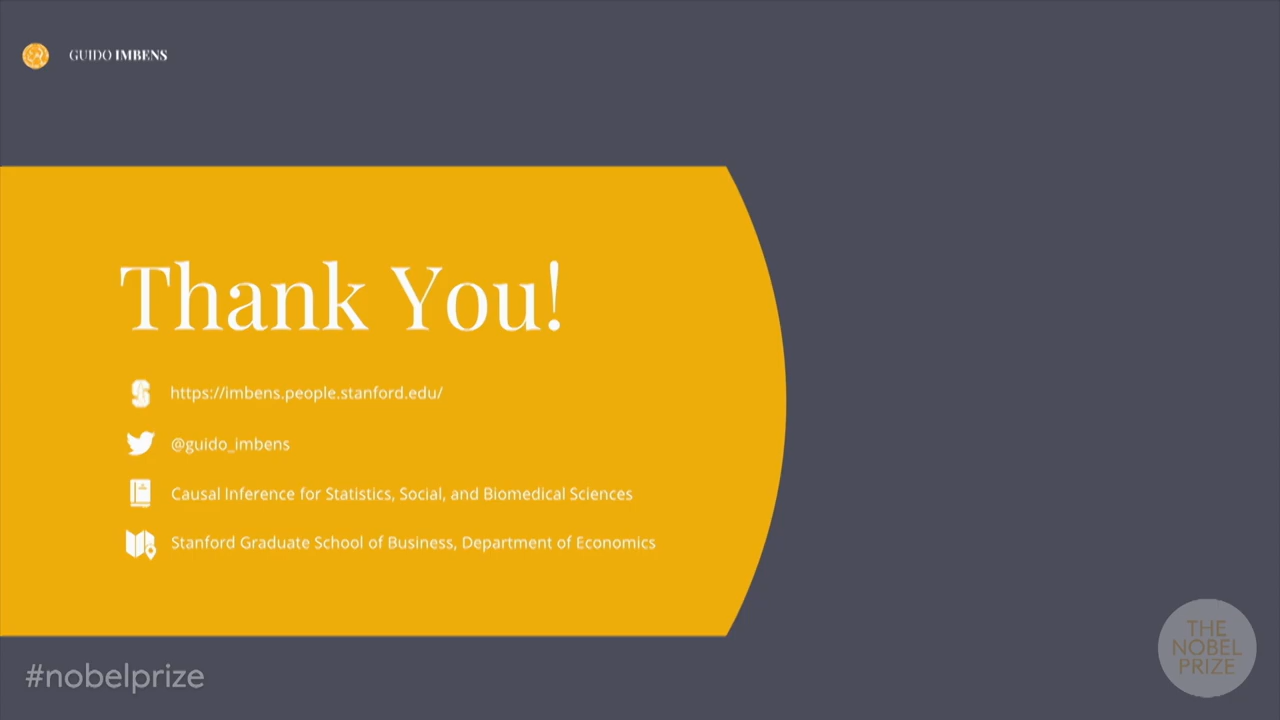 GUIDO IMBENS
Thank You!
https://imbens.people.stanford.edu/
@guido_imbens
Causal Inference for Statistics, Social, and Biomedical Sciences
Stanford Graduate School of Business, Department of Economics
#nobelprize
THE
NOBEL
PRIZE